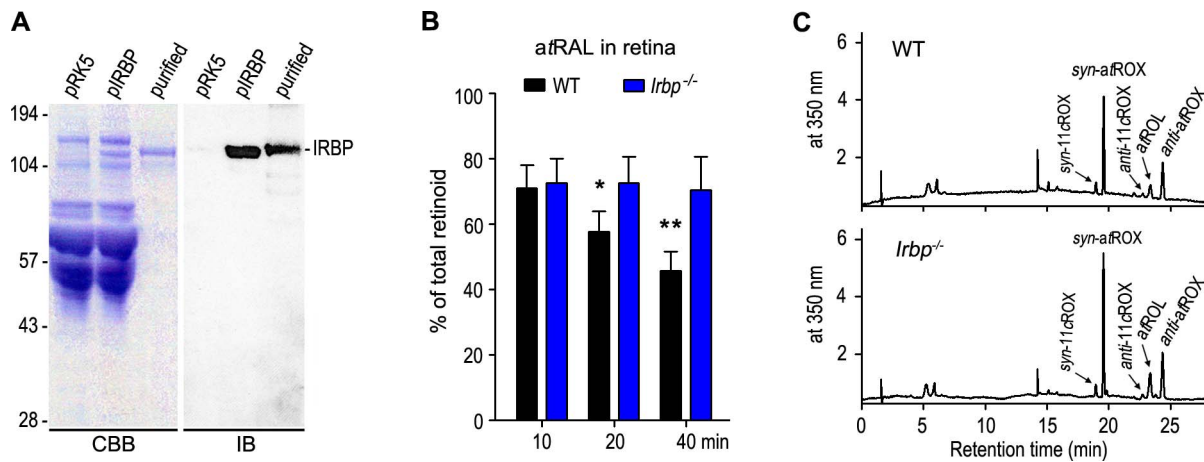 A
pRK5
pIRBP
purified
pRK5
pIRBP
purified
194 -
104 -
57 -
43 -
28 -
-IRBP
CBB
IB
B
atRAL in retina
WT
Irbp-/-
% of total retinoid
100
80
60
40
20
0
*
**
10
20
40 min
C
WT
at 350 nm
6
4
2
syn-11cROX
syn-atROX
anti-11cROX
atROL
anti-atROX
Irbp-/-
at 350 nm
6
4
2
syn-11cROX
syn-atROX
anti-11cROX
atROL
anti-atROX
0
5
10
15
20
25
Retention time (min)